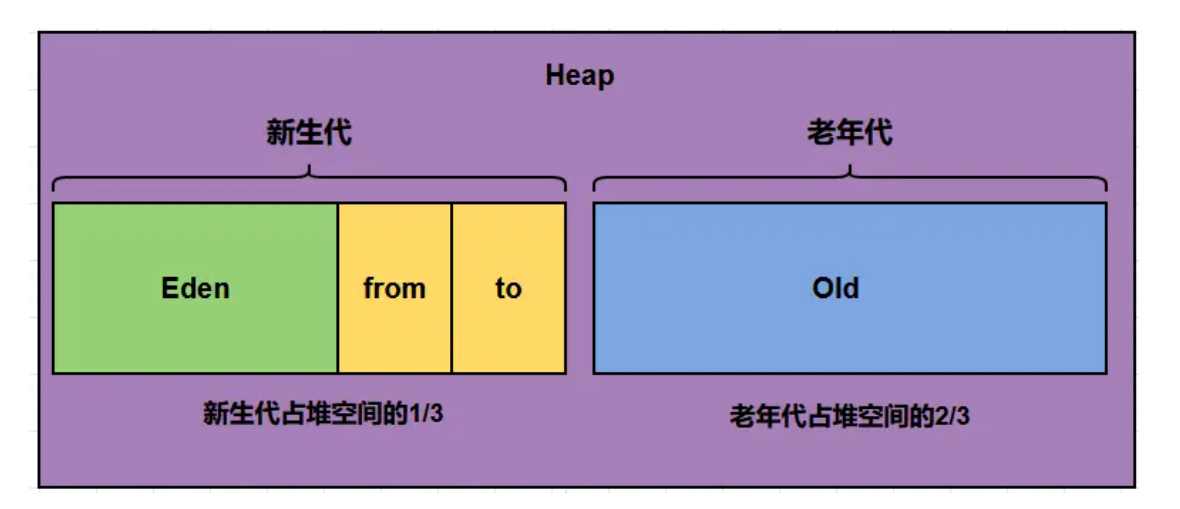 Heap
新生代
老年代
Eden
from
to
Old
新生代占堆空间的1/3
老年代占堆空间的2/3